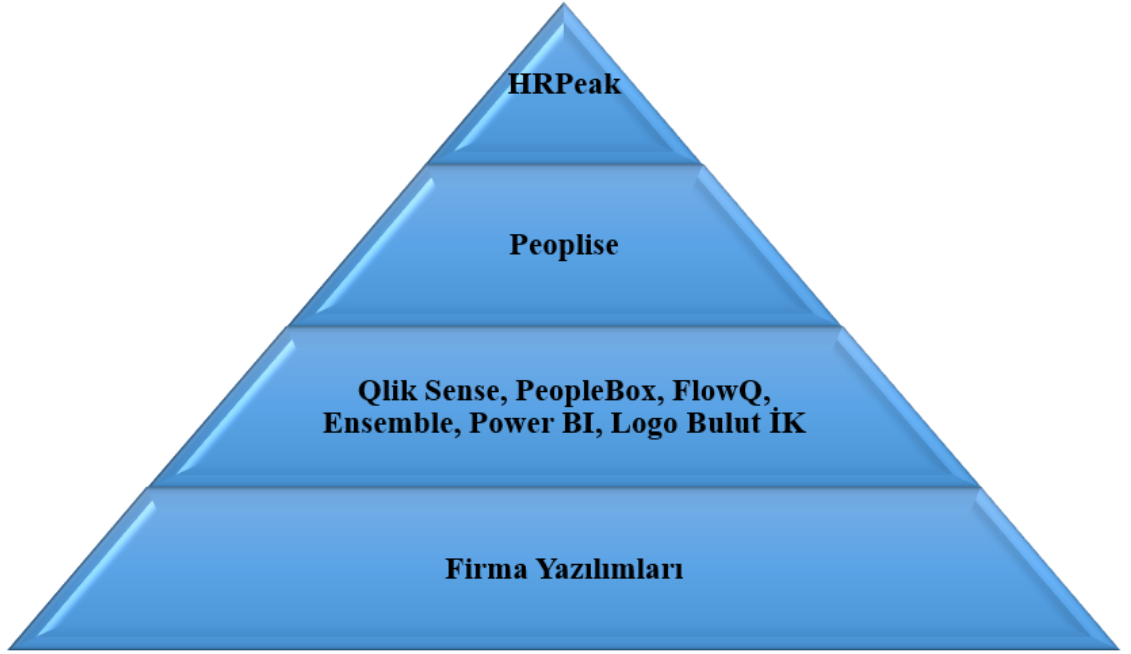 HRPeak
Peoplise
Qlik Sense, PeopleBox, FlowQ,
Ensemble, Power BI, Logo Bulut İK
Firma Yazılımları